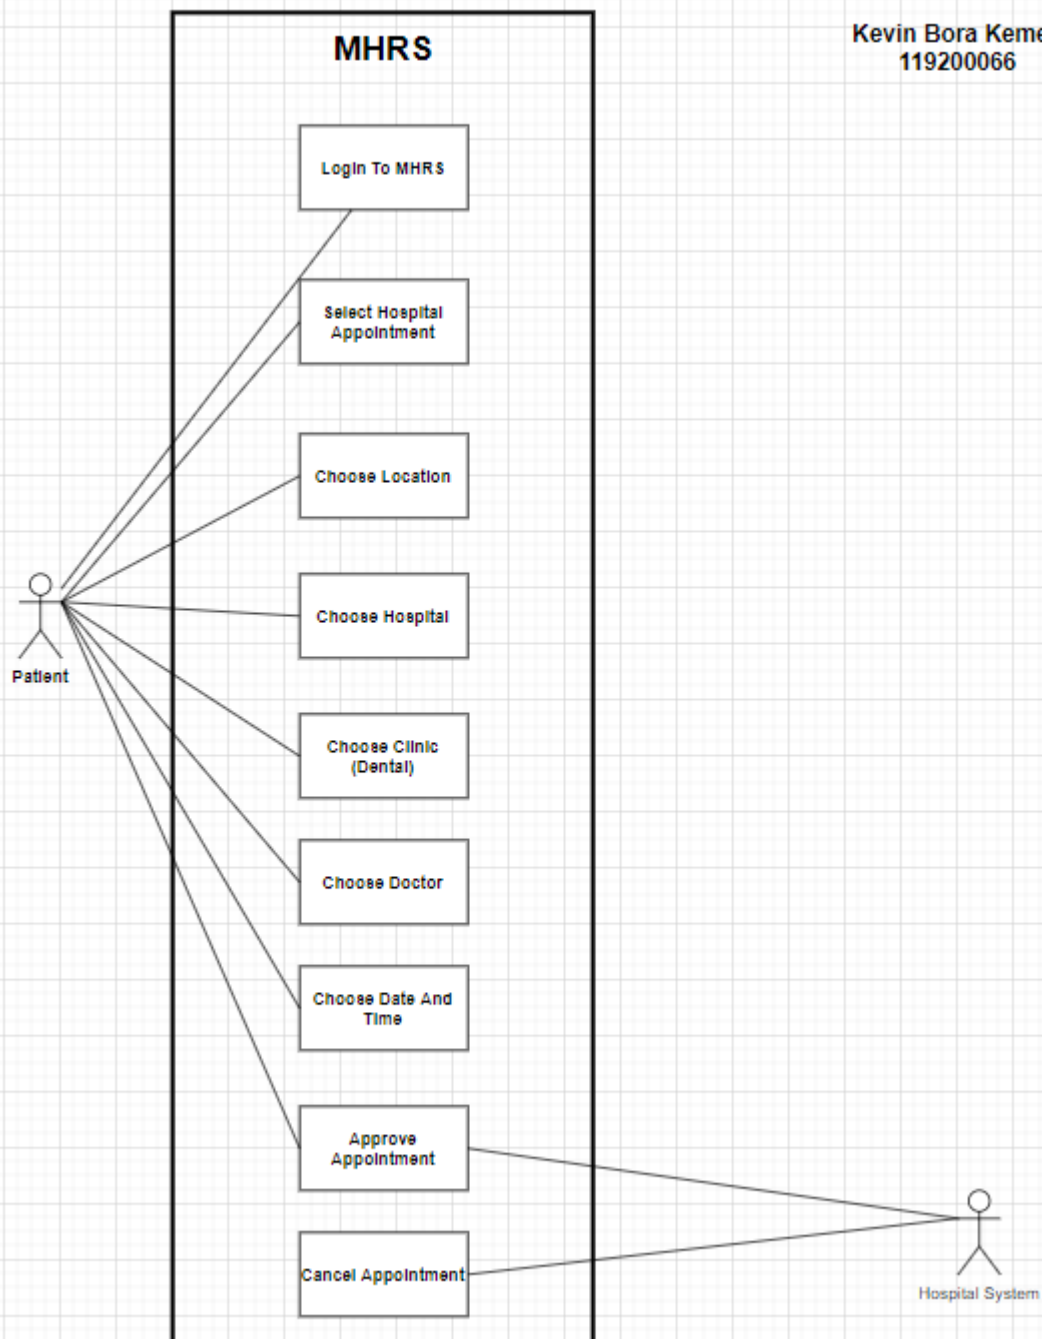 MHRS
Kevin Bora Keme
119200066
Login To MHRS
Select Hospital
Appointment
Choose Location
Choose Hospital
Patient
Choose Clinic
(Dental)
Choose Doctor
Choose Date And
Time
Approve
Appointment
Cancel Appointment
Hospital System